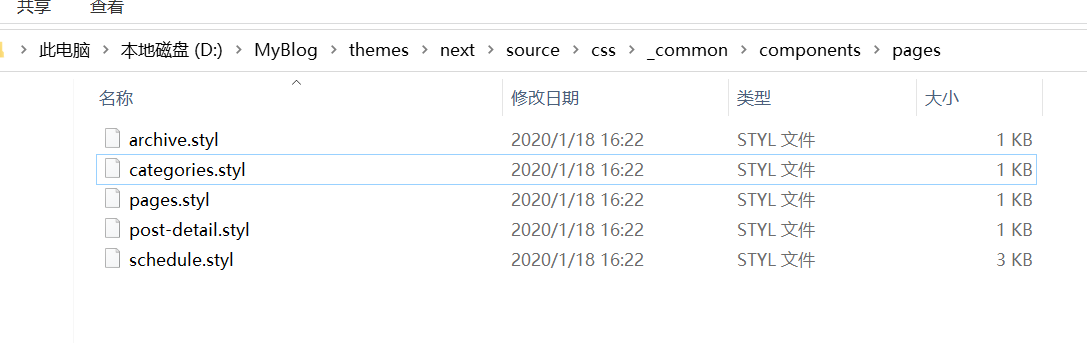 共享 查看
此电脑 > 本地磁盘 (D:) > MyBlog > themes > next > source > css > _common > components > pages
名称 修改日期 类型 大小
archive.styl 2020/1/18 16:22 STYL 文件 1 KB
categories.styl 2020/1/18 16:22 STYL 文件 1 KB
pages.styl 2020/1/18 16:22 STYL 文件 1 KB
post-detail.styl 2020/1/18 16:22 STYL 文件 1 KB
schedule.styl 2020/1/18 16:22 STYL 文件 3 KB